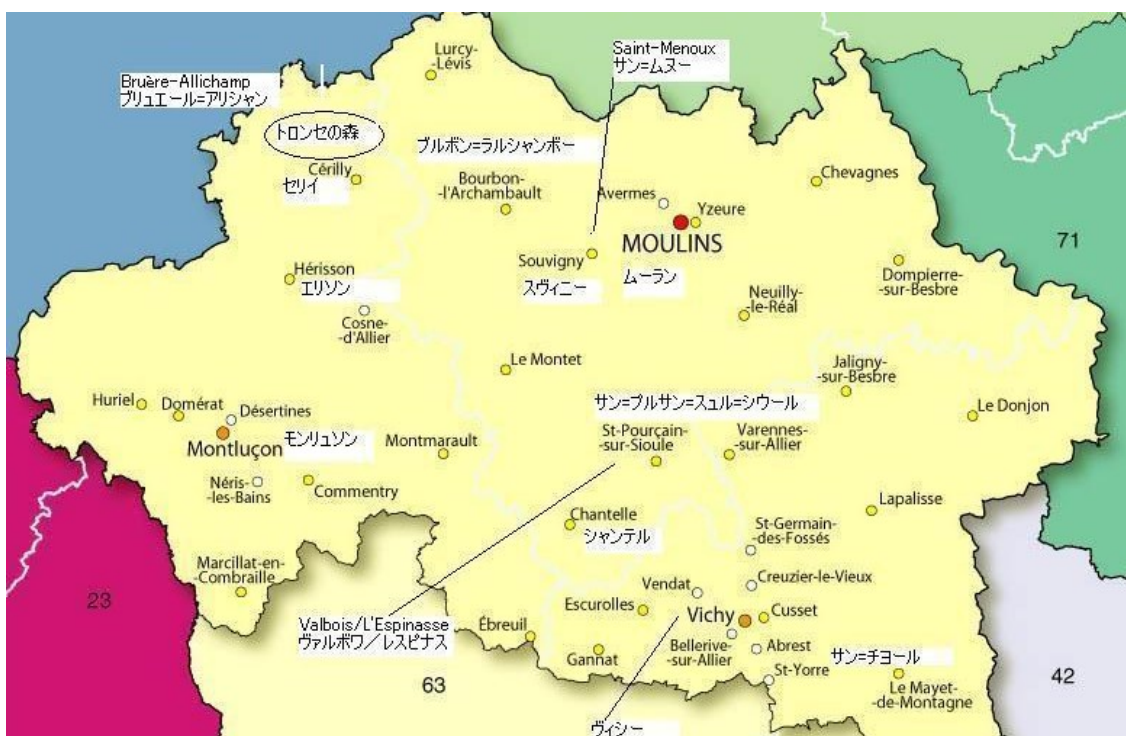 Lurcy-
-Lévis
Saint-Menoux
サン=ムヌー
Bruère-Allichamp
ブリュエール=アリシャン
トロンセの森
ブルボン=ラルシャンボー
Cérilly
セリイ
Bourbon-
-l'Archambault
Avermes
Yzeure
Chevagnes
MOULINS
ムーラン
71
Souvigny
スヴィニー
Hérisson
エリソン
Dompierre-
-sur-Besbre
Neuilly-
-le-Réal
Cosne-
-d'Allier
Le Montet
Jaligny-
-sur-Besbre
サン=プルサン=スュル=シウール
Huriel
Domérat
Désertines
Le Donjon
Montluçon
モンリュソン
Montmarault
St-Pourçain-
-sur-Sioule
Varennes-
-sur-Allier
Néris-
-les-Bains
Commentry
Lapalisse
Chantelle
シャンテル
St-Germain-
-des-Fossés
Marcillat-en-
-Combraille
23
Vendat
Creuzier-le-Vieux
Escurolles
Vichy
Cusset
Valbois/L'Espinasse
ヴァルボワ/レスピナス
Ébreuil
Gannat
Bellerive-
-sur-Allier
Abrest
サン=チヨール
St-Yorre
Le Mayet-
-de-Montagne
63
42
ヴィシー